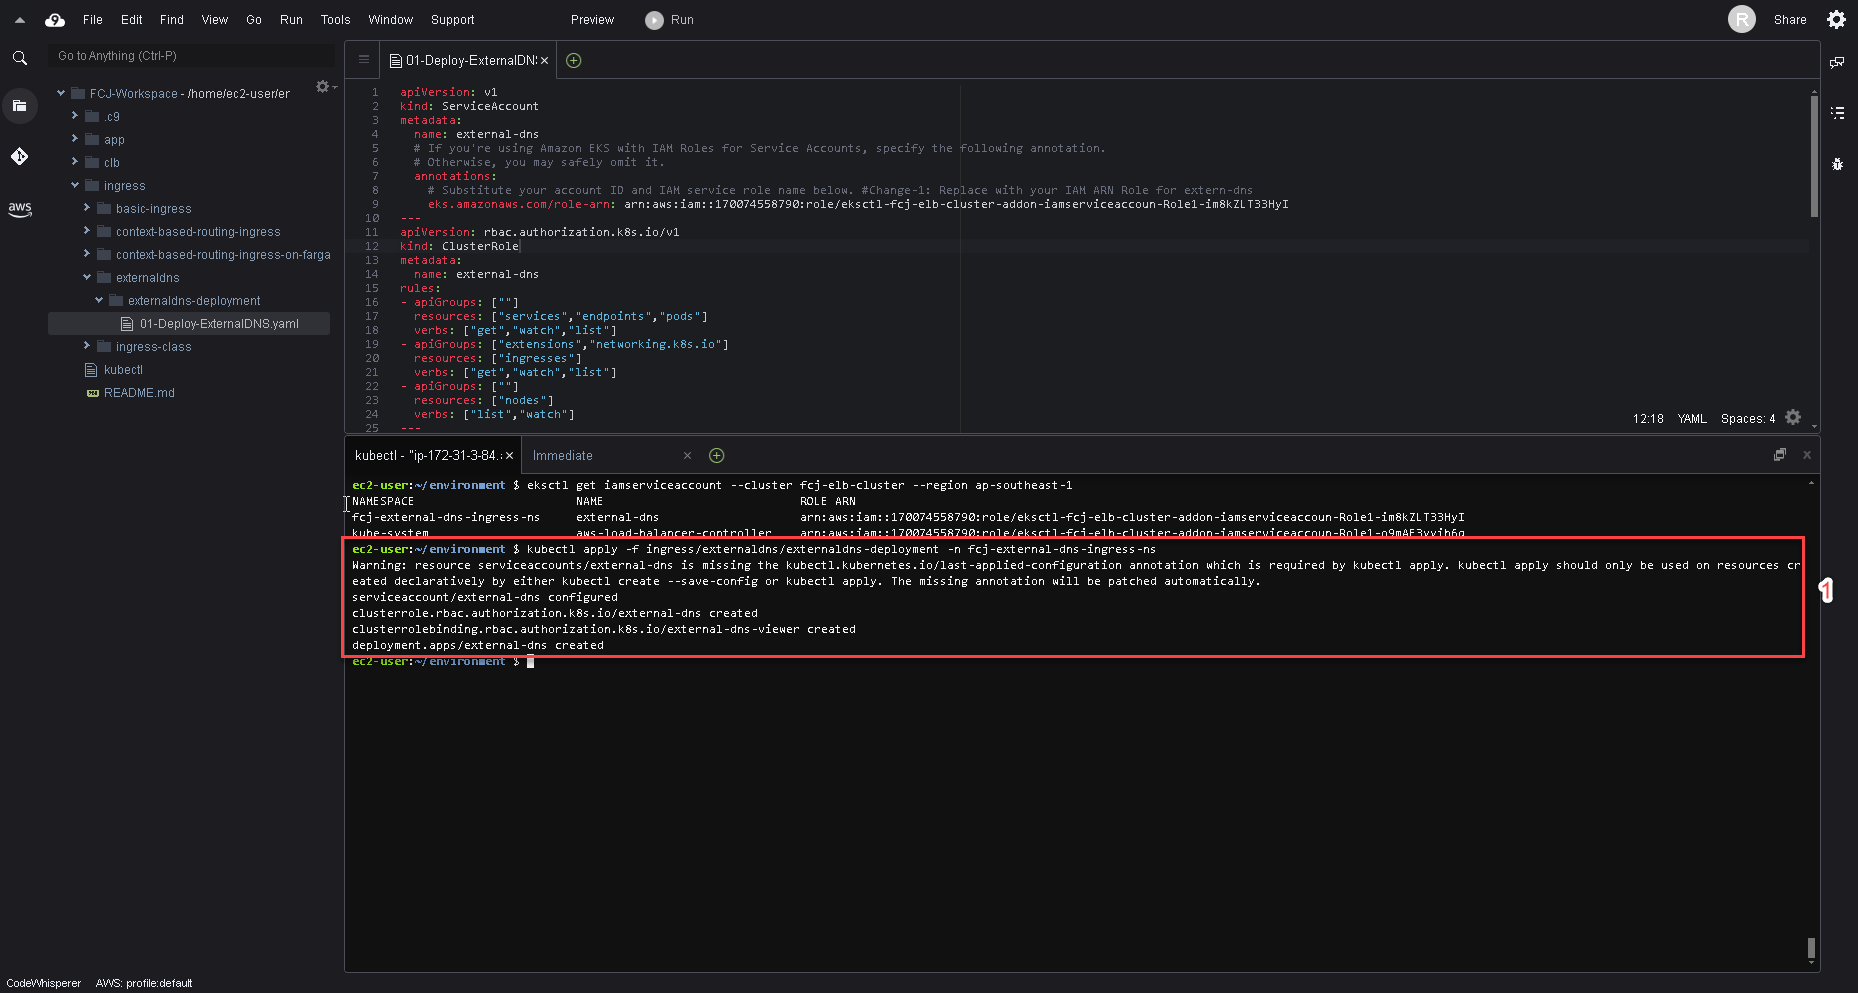 File Edit Find View Go Run Tools Window Support Preview Run R Share
Go to Anything (Ctrl-P)
FCJ-Workspace - /home/ec2-user/er
.c9
app
clb
ingress
basic-ingress
context-based-routing-ingress
context-based-routing-ingress-on-farga
externaldns
externaldns-deployment
01-Deploy-ExternalDNS.yaml
ingress-class
kubectl
README.md
aws
01-Deploy-ExternalDN
1 apiVersion: v1
2 kind: ServiceAccount
3 metadata:
4 name: external-dns
5 # If you're using Amazon EKS with IAM Roles for Service Accounts, specify the following annotation.
6 # Otherwise, you may safely omit it.
7 annotations:
8 # Substitute your account ID and IAM service role name below. #Change-1: Replace with your IAM ARN Role for extern-dns
9 eks.amazonaws.com/role-arn: arn:aws:iam::170074558790:role/eksctl-fcj-elb-cluster-addon-iamserviceaccoun-Role1-im8kZLT33HyI
10 ---
11 apiVersion: rbac.authorization.k8s.io/v1
12 kind: ClusterRole
13 metadata:
14 name: external-dns
15 rules:
16 - apiGroups: [""]
17 resources: ["services","endpoints","pods"]
18 verbs: ["get","watch","list"]
19 - apiGroups: ["extensions","networking.k8s.io"]
20 resources: ["ingresses"]
21 verbs: ["get","watch","list"]
22 - apiGroups: [""]
23 resources: ["nodes"]
24 verbs: ["list","watch"]
25 ---
12:18 YAML Spaces: 4
kubectl - "ip-172-31-3-84. Immediate
ec2-user:~/environment $ eksctl get iamserviceaccount --cluster fcj-elb-cluster --region ap-southeast-1
NAMESPACE NAME ROLE ARN
fcj-external-dns-ingress-ns external-dns arn:aws:iam::170074558790:role/eksctl-fcj-elb-cluster-addon-iamserviceaccoun-Role1-im8kZLT33HyI
kube-system aws-load-balancer-controller
ec2-user:~/environment $ kubectl apply -f ingress/externaldns/externaldns-deployment -n fcj-external-dns-ingress-ns
Warning: resource serviceaccounts/external-dns is missing the kubectl.kubernetes.io/last-applied-configuration annotation which is required by kubectl apply. kubectl apply should only be used on resources cr
eated declaratively by either kubectl create --save-config or kubectl apply. The missing annotation will be patched automatically.
serviceaccount/external-dns configured
clusterrole.rbac.authorization.k8s.io/external-dns created
clusterrolebinding.rbac.authorization.k8s.io/external-dns-viewer created
deployment.apps/external-dns created
ec2-user:~/environment $
1
CodeWhisperer AWS: profile:default